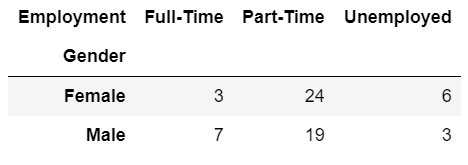 Employment Full-Time Part-Time Unemployed
Gender
Female 3 24 6
Male 7 19 3